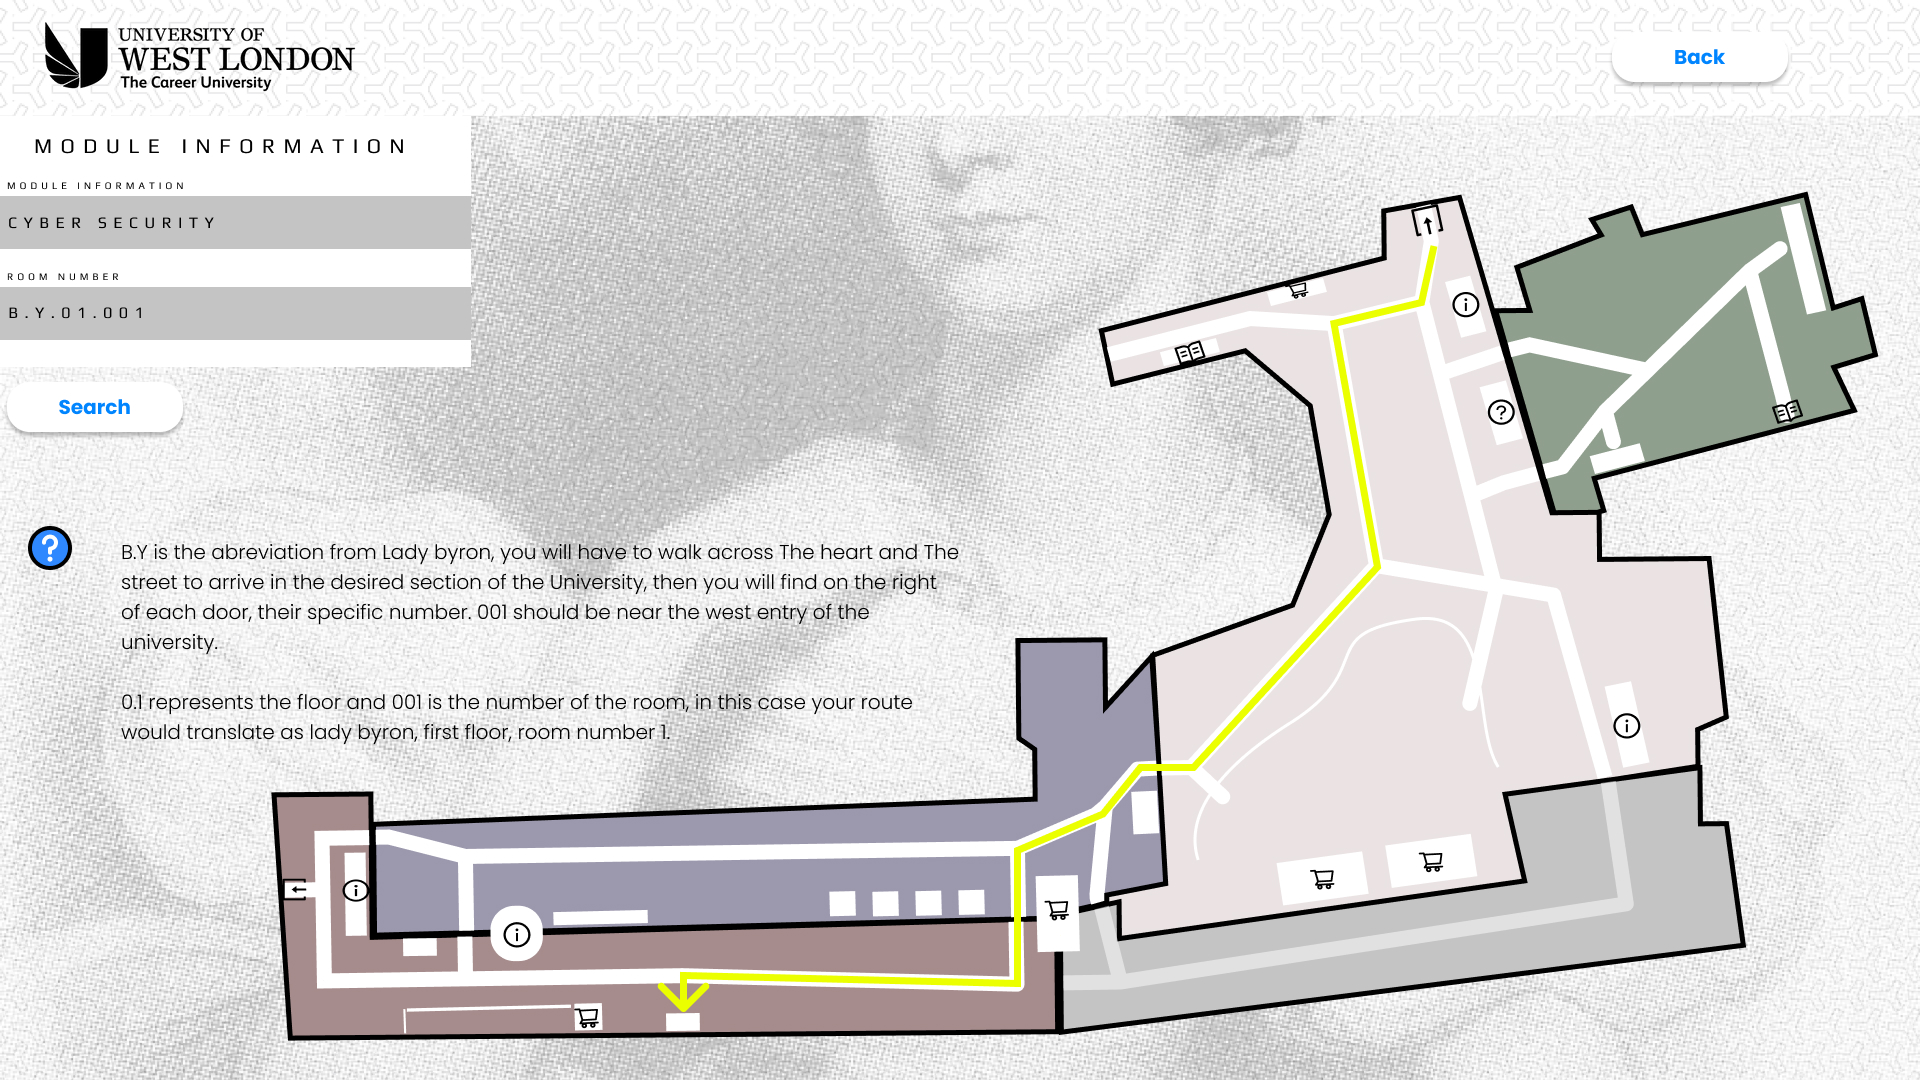 UNIVERSITY OF
WEST LONDON
The Career University
Back
MODULE INFORMATION
MODULE INFORMATION
CYBER SECURITY
ROOM NUMBER
B.Y.01.001
Search
?
B.Y is the abreviation from Lady byron, you will have to walk across The heart and The
street to arrive in the desired section of the University, then you will find on the right
of each door, their specific number. 001 should be near the west entry of the
university.
0.1 represents the floor and 001 is the number of the room, in this case your route
would translate as lady byron, first floor, room number 1.
i
?
i
i
i